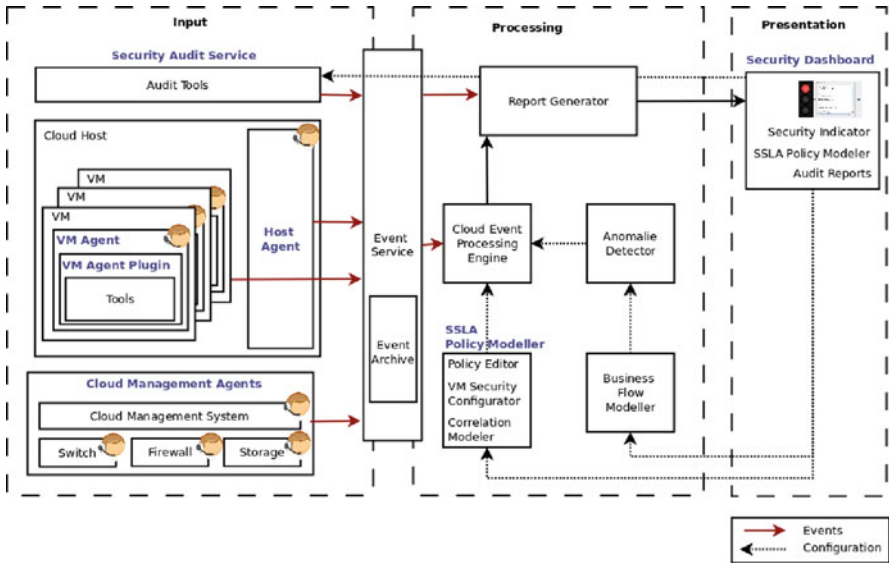 Input
Processing
Presentation
Security Audit Service
Audit Tools
Cloud Host
VM
VM
VM
VM Agent
VM Agent Plugin
Tools
Host
Agent
Cloud Management Agents
Cloud Management System
Switch
Firewall
Storage
Event
Service
Event
Archive
Report Generator
Cloud Event
Processing
Engine
Anomalie
Detector
SSLA
Policy Modeller
Policy Editor
VM Security
Configurator
Correlation
Modeler
Business
Flow
Modeller
Security Dashboard
Security Indicator
SSLA Policy Modeler
Audit Reports
Events
Configuration